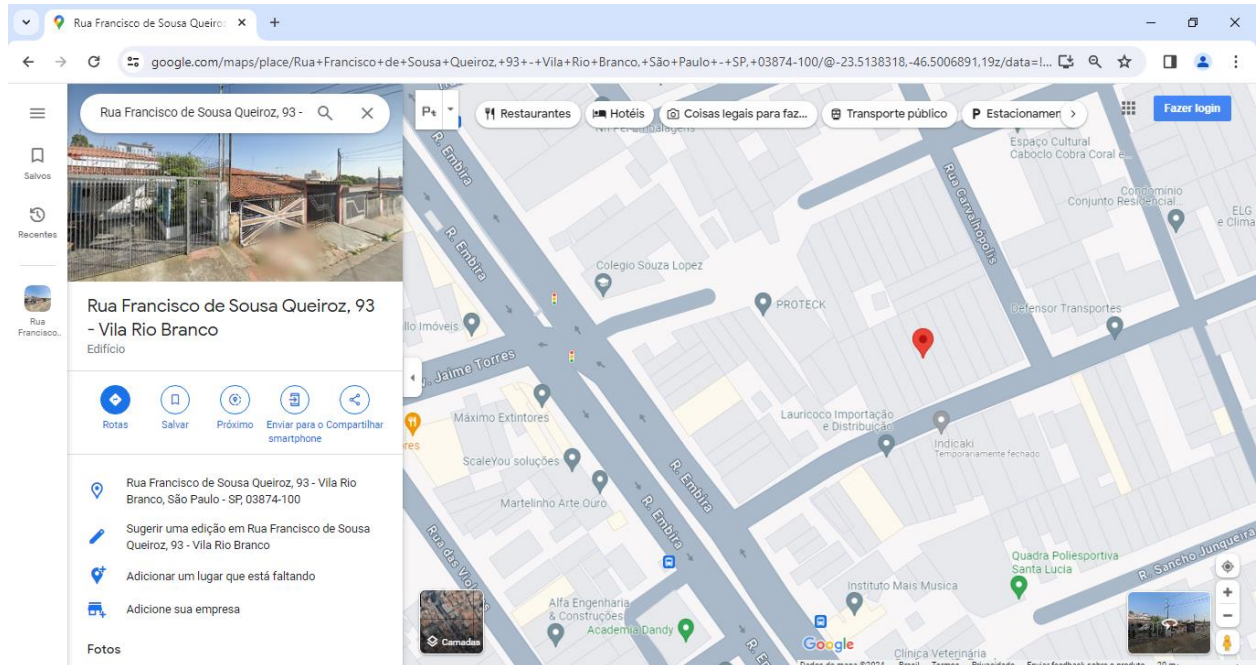 Rua Francisco de Sousa Queiro
google.com/maps/place/Rua+Francisco+de+Sousa+Queiroz,+93+-+Vila+Rio+Branco,+São+Paulo+-+SP,+03874-100/@-23.5138318,-46.5006891,19z/data=!...
Rua Francisco de Sousa Queiroz, 93 -
Salvos
Recentes
Rua
Francisco...
Rua Francisco de Sousa Queiroz, 93
- Vila Rio Branco
Edifício
Rotas
Salvar
Próximo
Enviar para o
smartphone
Compartilhar
Rua Francisco de Sousa Queiroz, 93 - Vila Rio
Branco, São Paulo - SP, 03874-100
Sugerir uma edição em Rua Francisco de Sousa
Queiroz, 93 - Vila Rio Branco
Adicionar um lugar que está faltando
Adicione sua empresa
Fotos
Restaurantes
Hotéis
Coisas legais para faz...
Transporte público
P Estacionamen
Fazer login
R. Embira
Espaço Cultural
Caboclo Cobra Coral e...
Rua Carvalhópolis
Condomínio
Conjunto Residencial...
ELG
e Clima
R. Embira
Colegio Souza Lopez
PROTECK
Defensor Transportes
llo Imóveis
Jaime Torres
Máximo Extintores
res
Lauricoco Importação
e Distribuição
Indicaki
Temporariamente fechado
ScaleYou soluções
R. Embira
Martelinho Arte Ouro
R. Embira
Quadra Poliesportiva
Santa Lucia
R. Sancho Junqueira
Instituto Mais Musica
Alfa Engenharia
& Construções
Academia Dandy
R. E
Camadas
Google
Clínica Veterinária